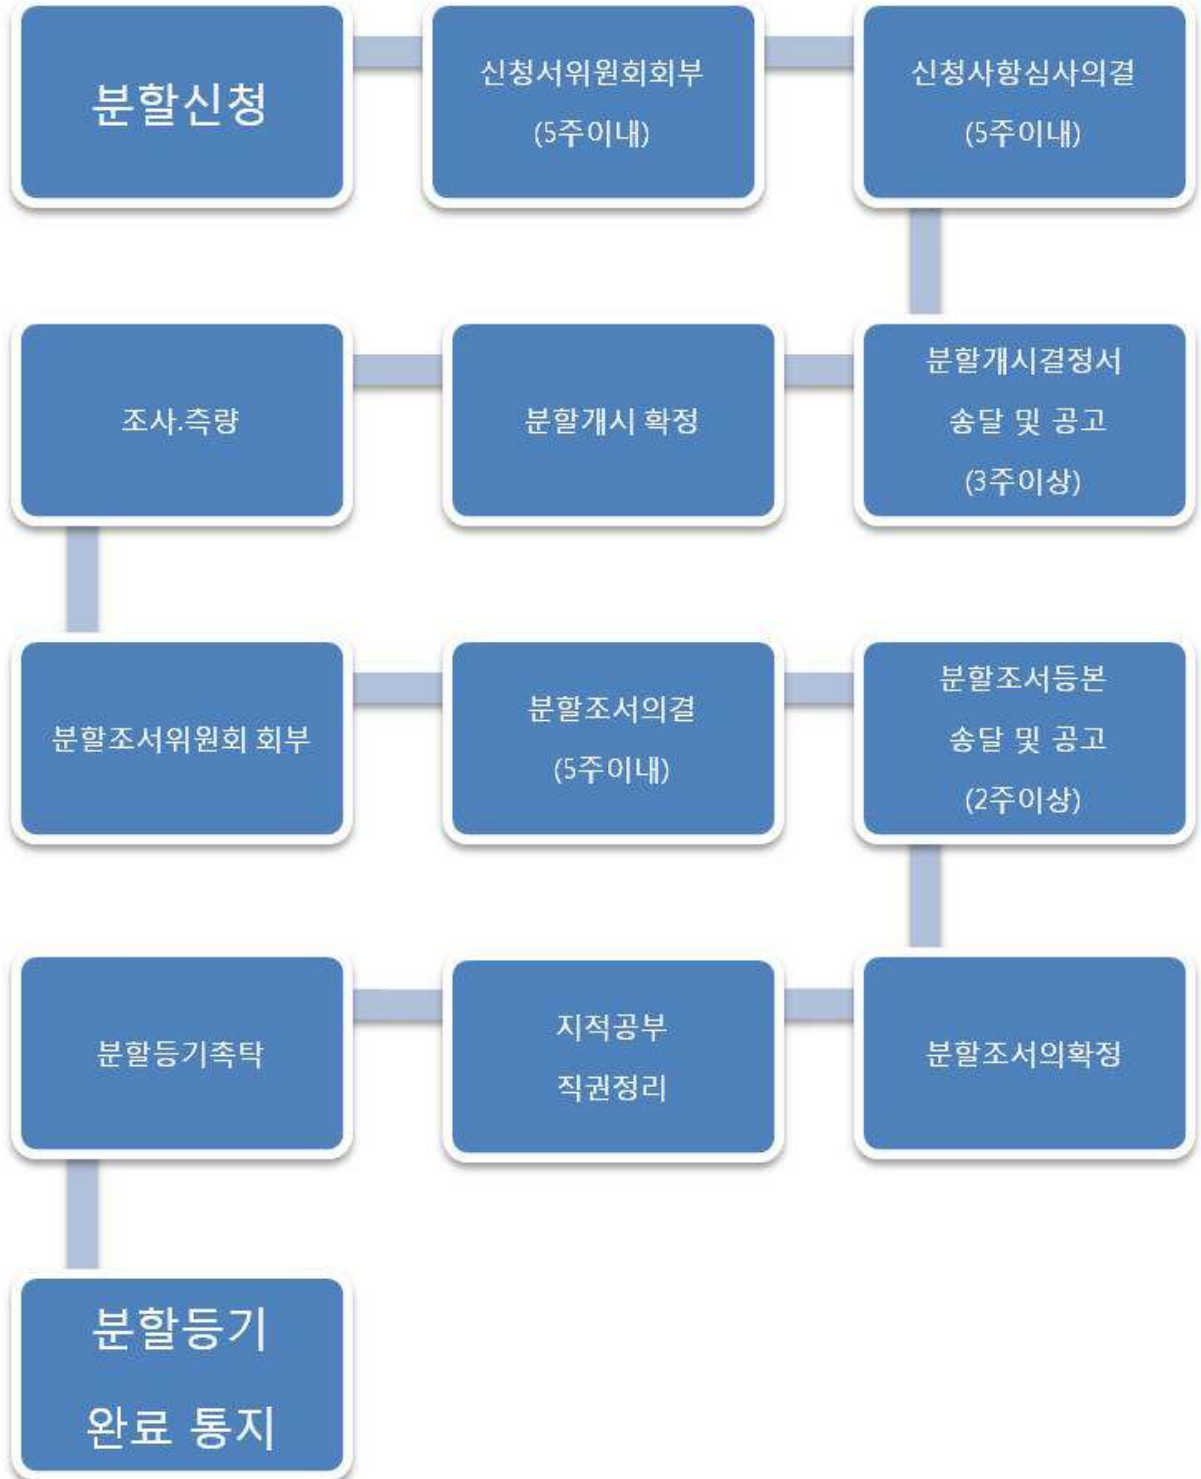 분할신청
신청서위원회회부
(5주이내)
신청사항심사의결
(5주이내)
분할개시결정서
송달 및 공고
(3주이상)
분할개시 확정
조사.측량
분할조서위원회 회부
분할조서의결
(5주이내)
분할조서등본
송달 및 공고
(2주이상)
분할조서의확정
지적공부
직권정리
분할등기촉탁
분할등기
완료 통지